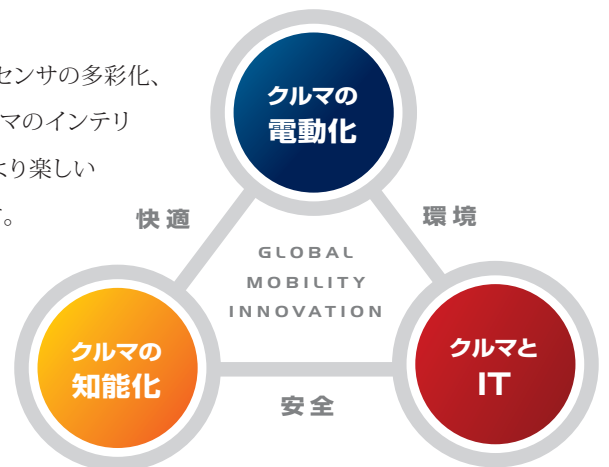 センサの多彩化、
マのインテリ
より楽しい
。
クルマの
電動化
快適
環境
GLOBAL
MOBILITY
INNOVATION
クルマの
知能化
クルマと
IT
安全